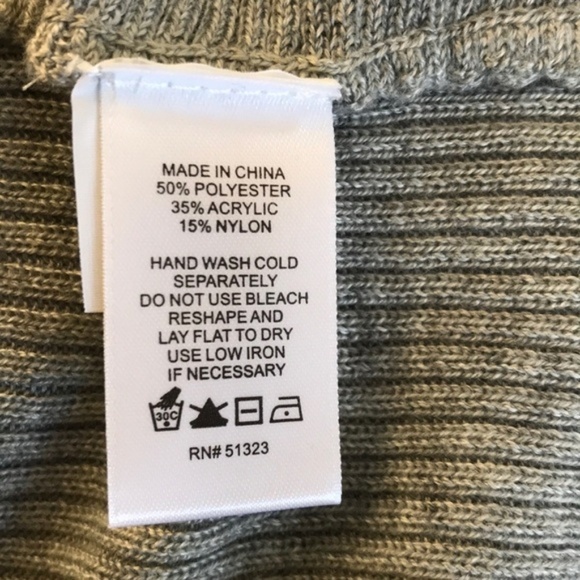 MADE IN CHINA
50% POLYESTER
35% ACRYLIC
15% NYLON
HAND WASH COLD
SEPARATELY
DO NOT USE BLEACH
RESHAPE AND
LAY FLAT TO DRY
USE LOW IRON
IF NECESSARY
30C
RN# 51323